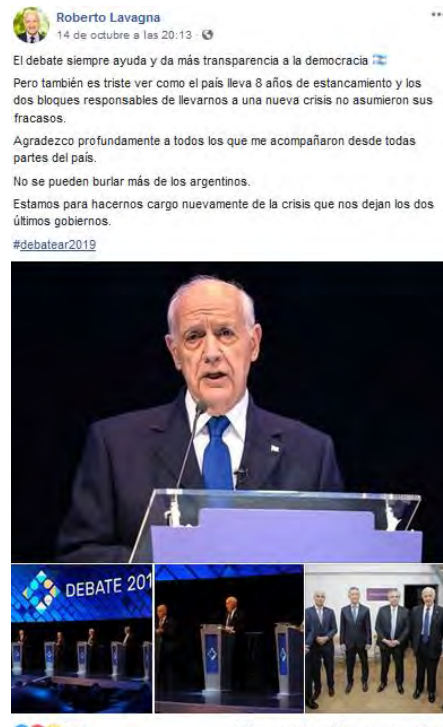 Roberto Lavagna
14 de octubre a las 20:13 ·
El debate siempre ayuda y da más transparencia a la democracia
Pero también es triste ver como el país lleva 8 años de estancamiento y los
dos bloques responsables de llevarnos a una nueva crisis no asumieron sus
fracasos.
Agradezco profundamente a todos los que me acompañaron desde todas
partes del país.
No se pueden burlar más de los argentinos.
Estamos para hacernos cargo nuevamente de la crisis que nos dejan los dos
últimos gobiernos.
#debatear2019
DEBATE 201